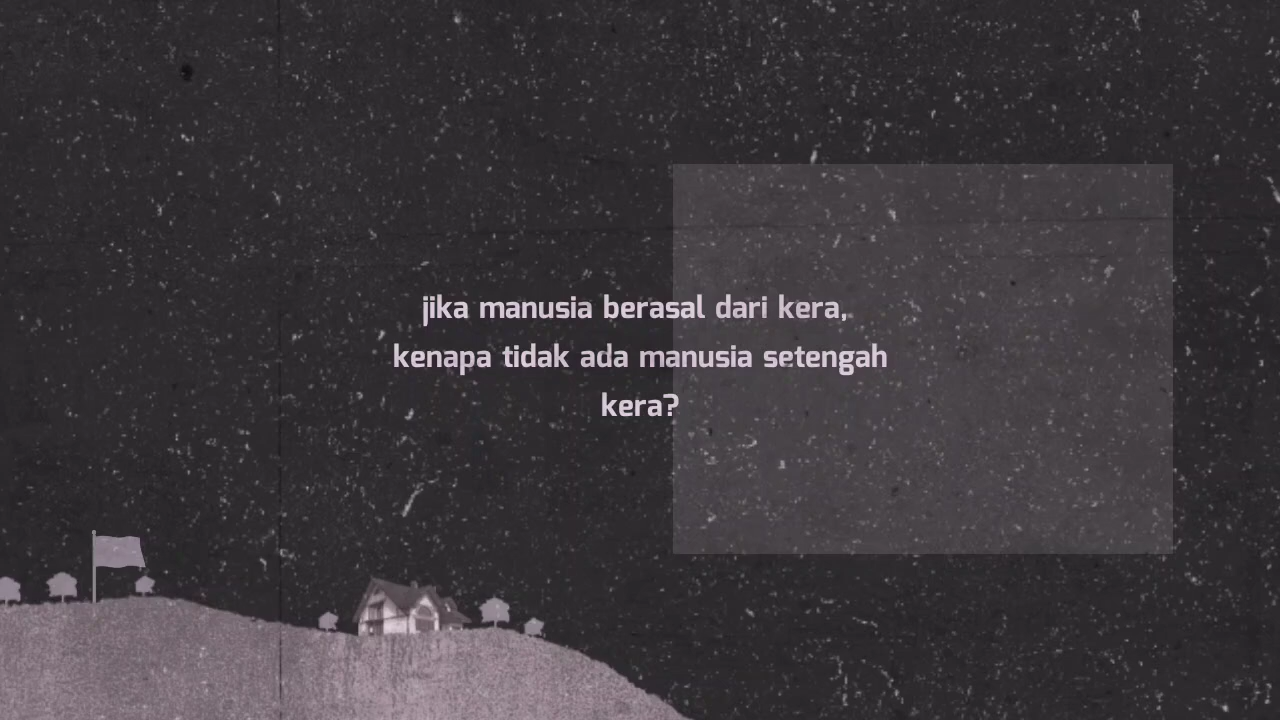 jika manusia berasal dari kera,
kenapa tidak ada manusia setengah
kera?